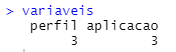 > variaveis
perfil aplicacao
3 3